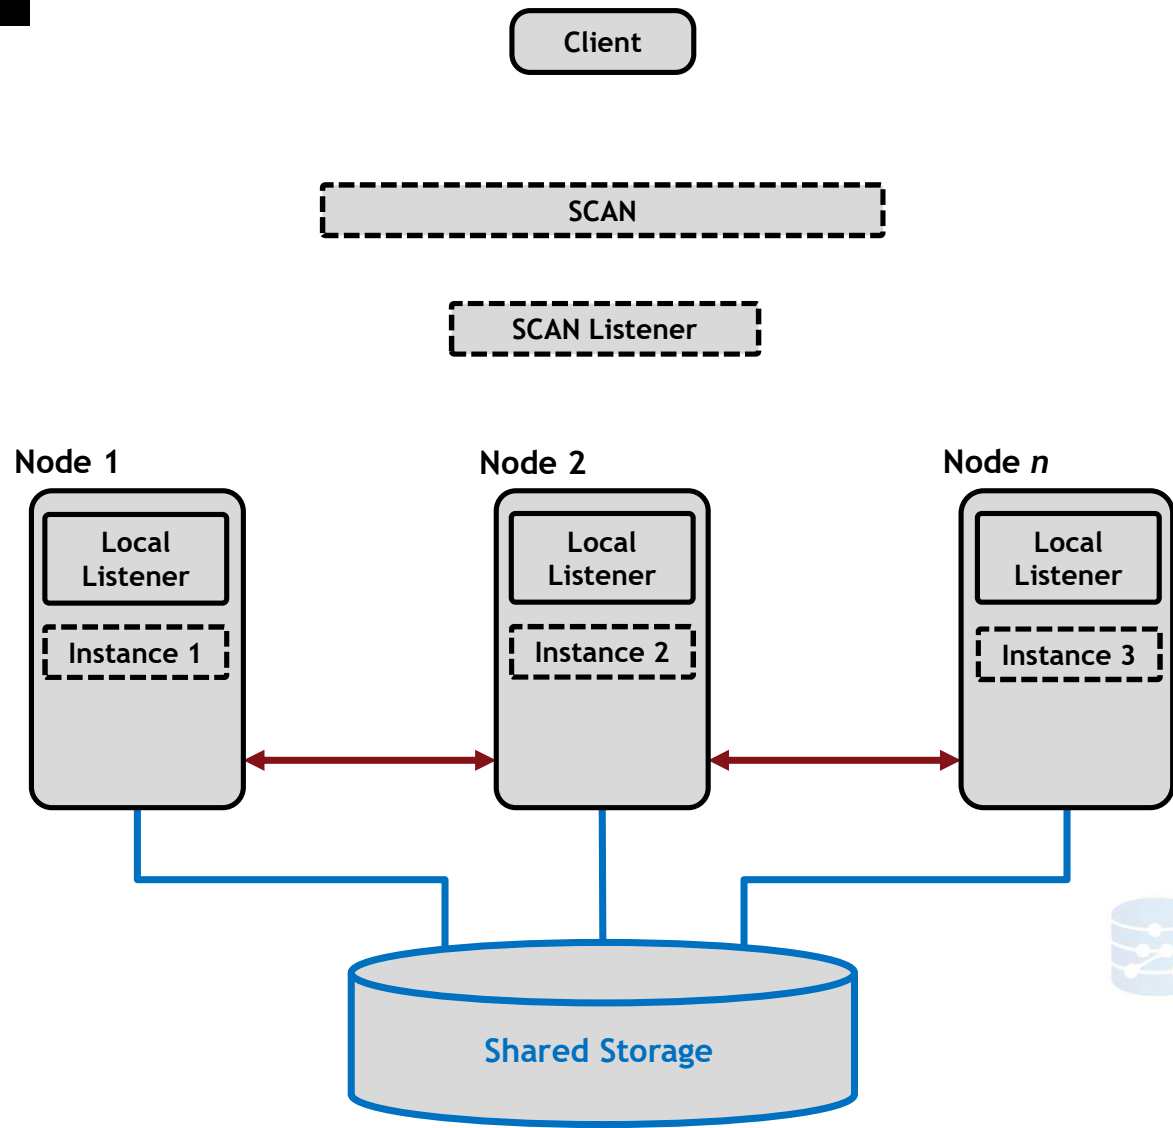 Client
SCAN
SCAN Listener
Node 1
Node 2
Node n
Local
Listener
Local
Listener
Local
Listener
Instance 1
Instance 2
Instance 3
Shared Storage